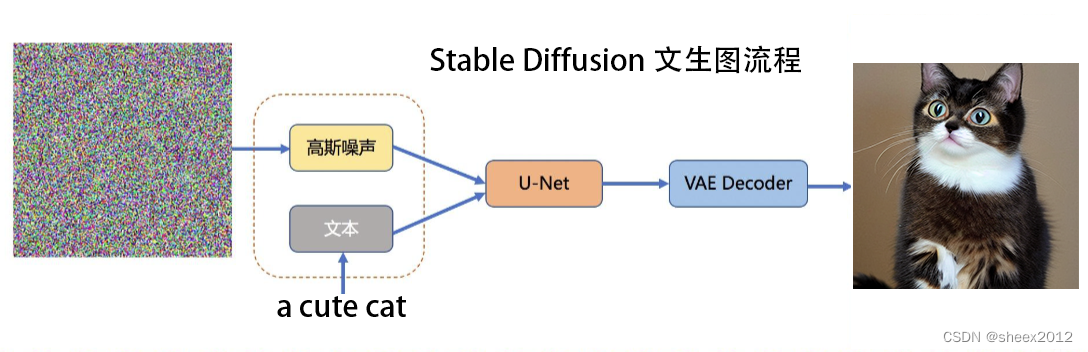 Stable Diffusion 文生图流程
高斯噪声
文本
a cute cat
U-Net
VAE Decoder
CSDN @sheex2012